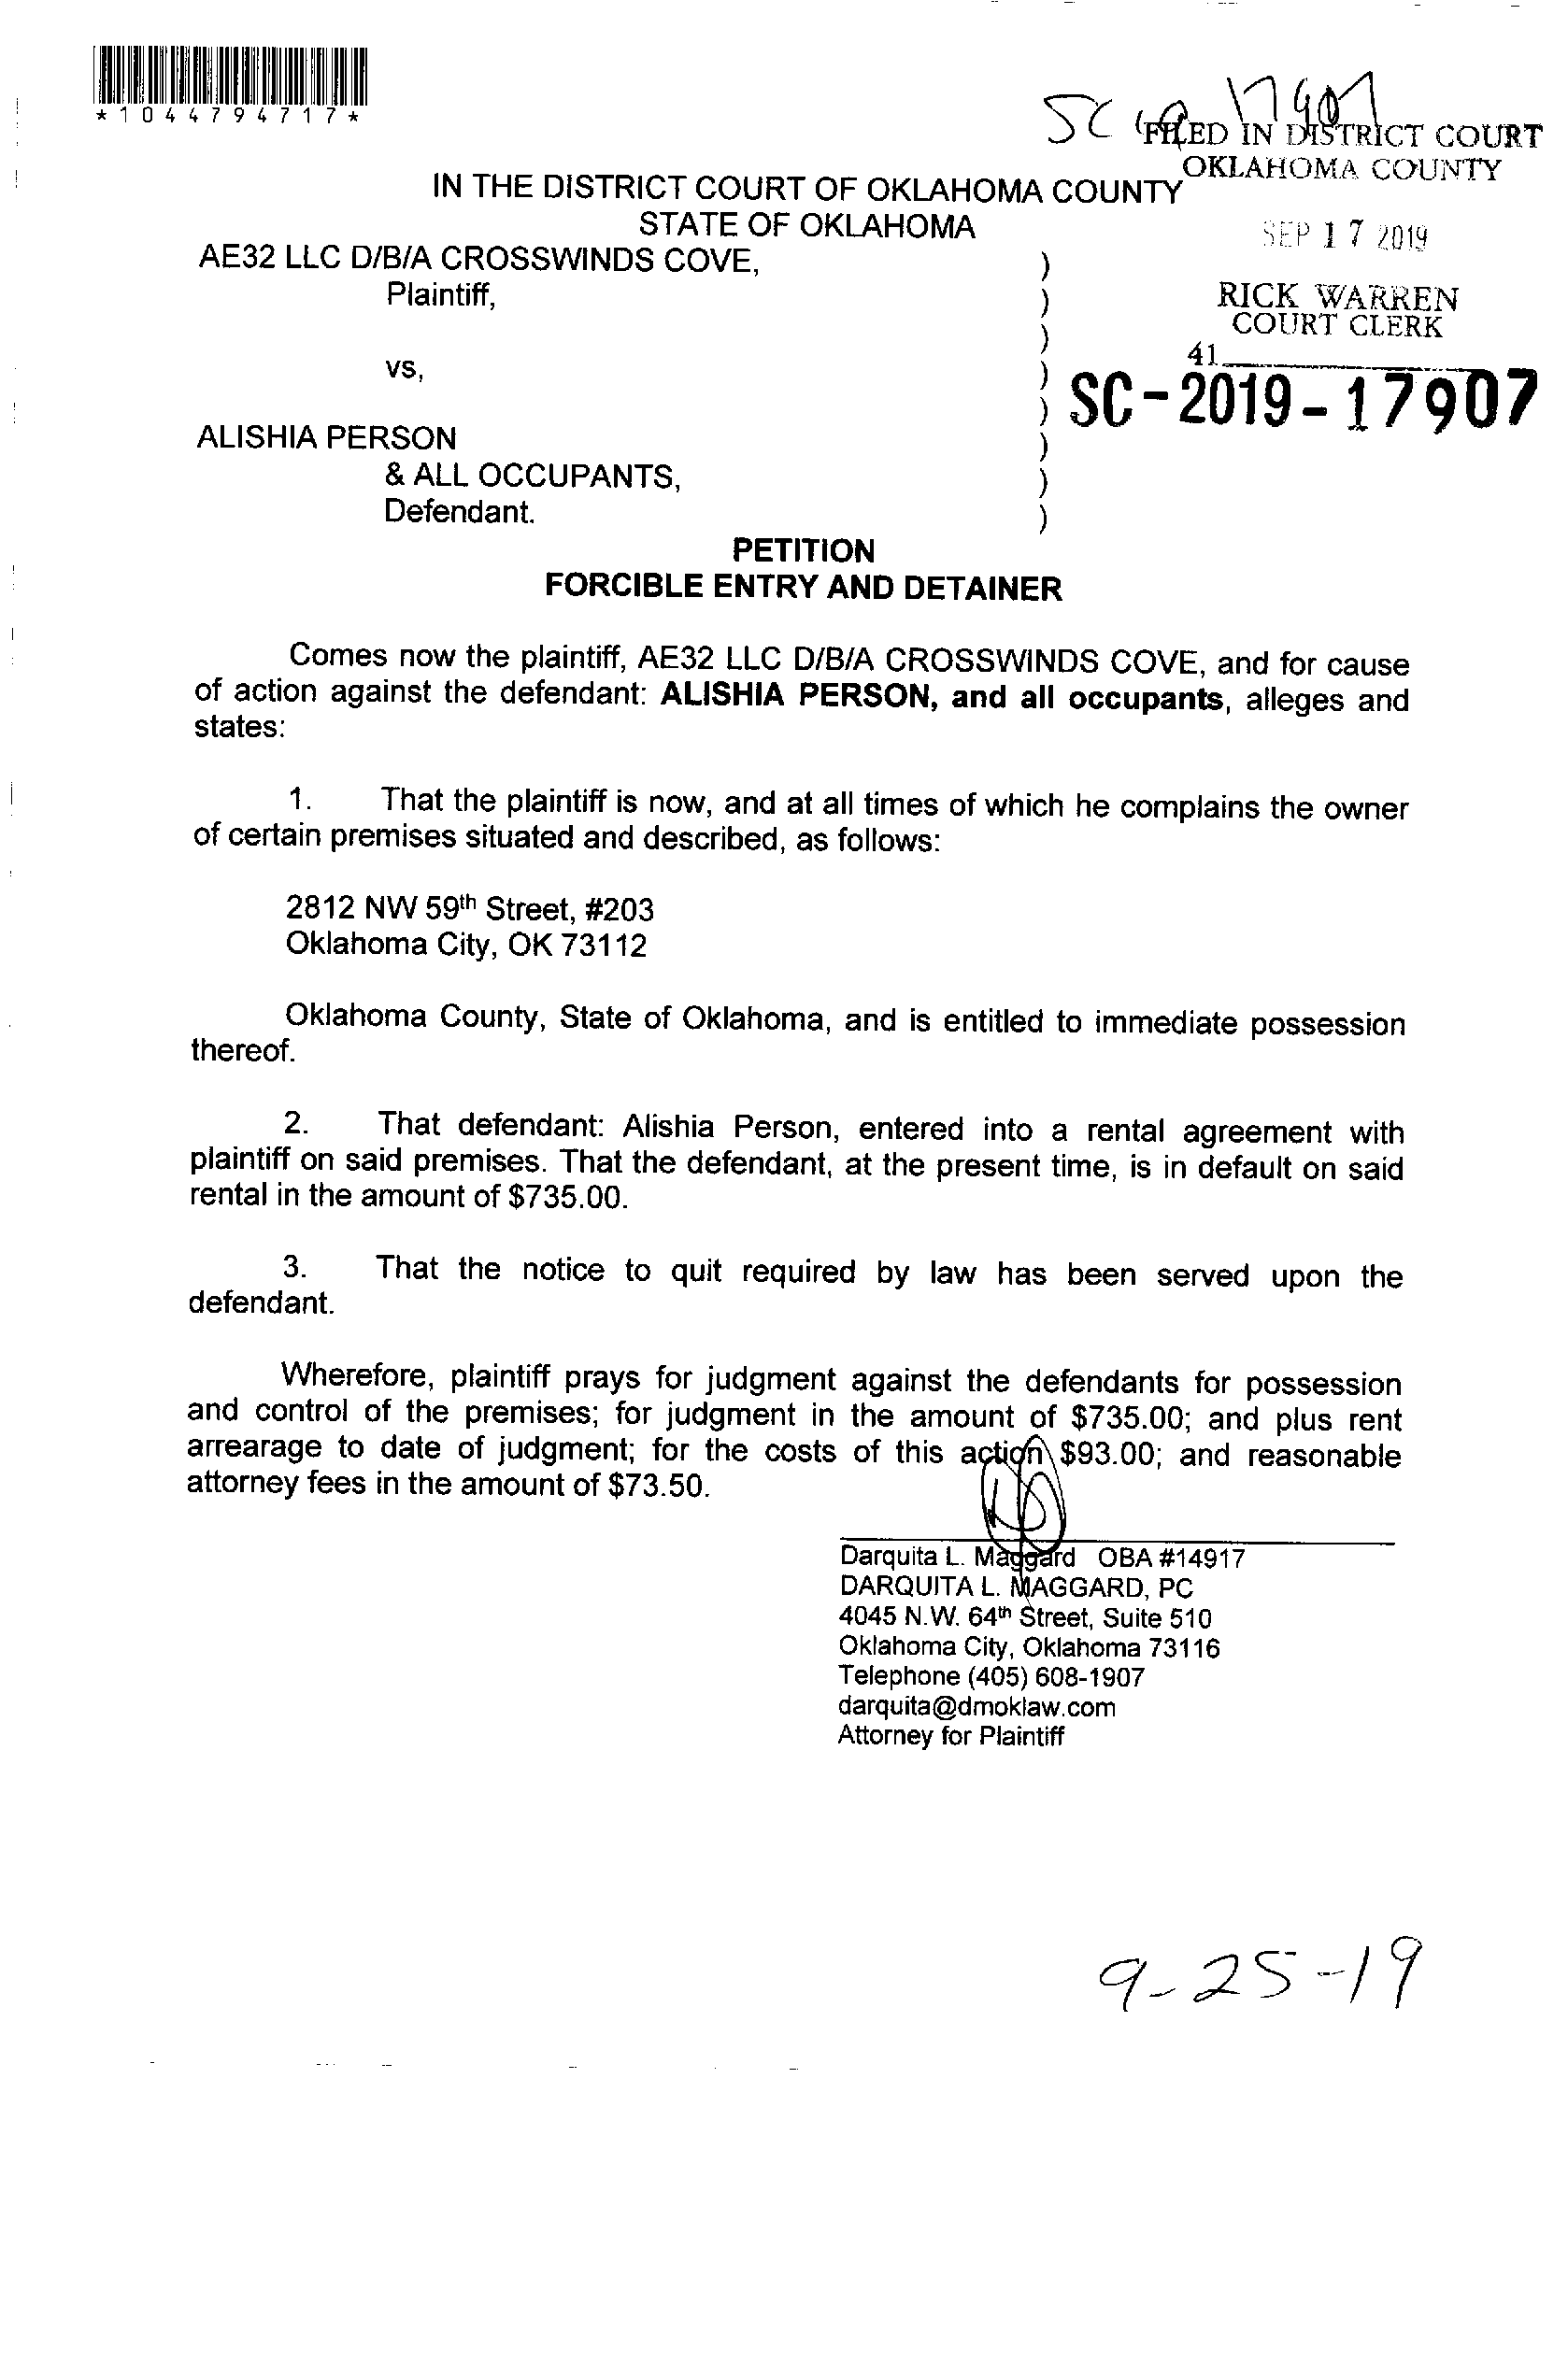 *1044794717*
SC 19 17907
FILED IN DISTRICT COURT
OKLAHOMA COUNTY
IN THE DISTRICT COURT OF OKLAHOMA COUNTY
STATE OF OKLAHOMA
SEP 17 2019
AE32 LLC D/B/A CROSSWINDS COVE, )
Plaintiff, )
RICK WARREN
COURT CLERK
)
41
vs, )
) SC-2019-17907
ALISHIA PERSON )
& ALL OCCUPANTS, )
Defendant. )
PETITION
FORCIBLE ENTRY AND DETAINER
Comes now the plaintiff, AE32 LLC D/B/A CROSSWINDS COVE, and for cause
of action against the defendant: ALISHIA PERSON, and all occupants, alleges and
states:
1. That the plaintiff is now, and at all times of which he complains the owner
of certain premises situated and described, as follows:
2812 NW 59th Street, #203
Oklahoma City, OK 73112
Oklahoma County, State of Oklahoma, and is entitled to immediate possession
thereof.
2. That defendant: Alishia Person, entered into a rental agreement with
plaintiff on said premises. That the defendant, at the present time, is in default on said
rental in the amount of $735.00.
3. That the notice to quit required by law has been served upon the
defendant.
Wherefore, plaintiff prays for judgment against the defendants for possession
and control of the premises; for judgment in the amount of $735.00; and plus rent
arrearage to date of judgment; for the costs of this action $93.00; and reasonable
attorney fees in the amount of $73.50.
Darquita L. Maggard OBA #14917
DARQUITA L. MAGGARD, PC
4045 N.W. 64th Street, Suite 510
Oklahoma City, Oklahoma 73116
Telephone (405) 608-1907
darquita@dmoklaw.com
Attorney for Plaintiff
9-25-19